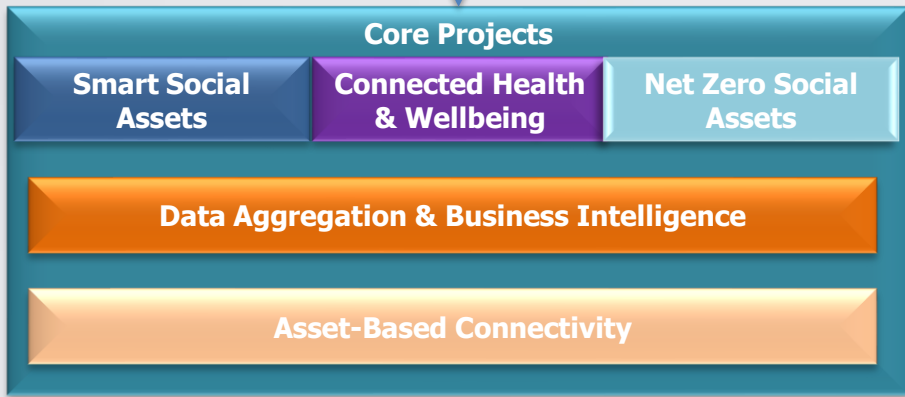 Core Projects
Smart Social
Assets
Connected Health
& Wellbeing
Net Zero Social
Assets
Data Aggregation & Business Intelligence
Asset-Based Connectivity